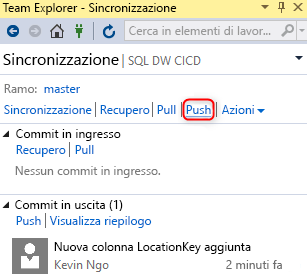 Team Explorer - Sincronizzazione
Cerca in elementi di lavor...
Sincronizzazione | SQL DW CICD
Ramo: master
Sincronizzazione | Recupero | Pull | Push | Azioni
Commit in ingresso
Recupero | Pull
Nessun commit in ingresso.
Commit in uscita (1)
Push | Visualizza reipilogo
Nuova colonna LocationKey aggiunta
Kevin Ngo 2 minuti fa